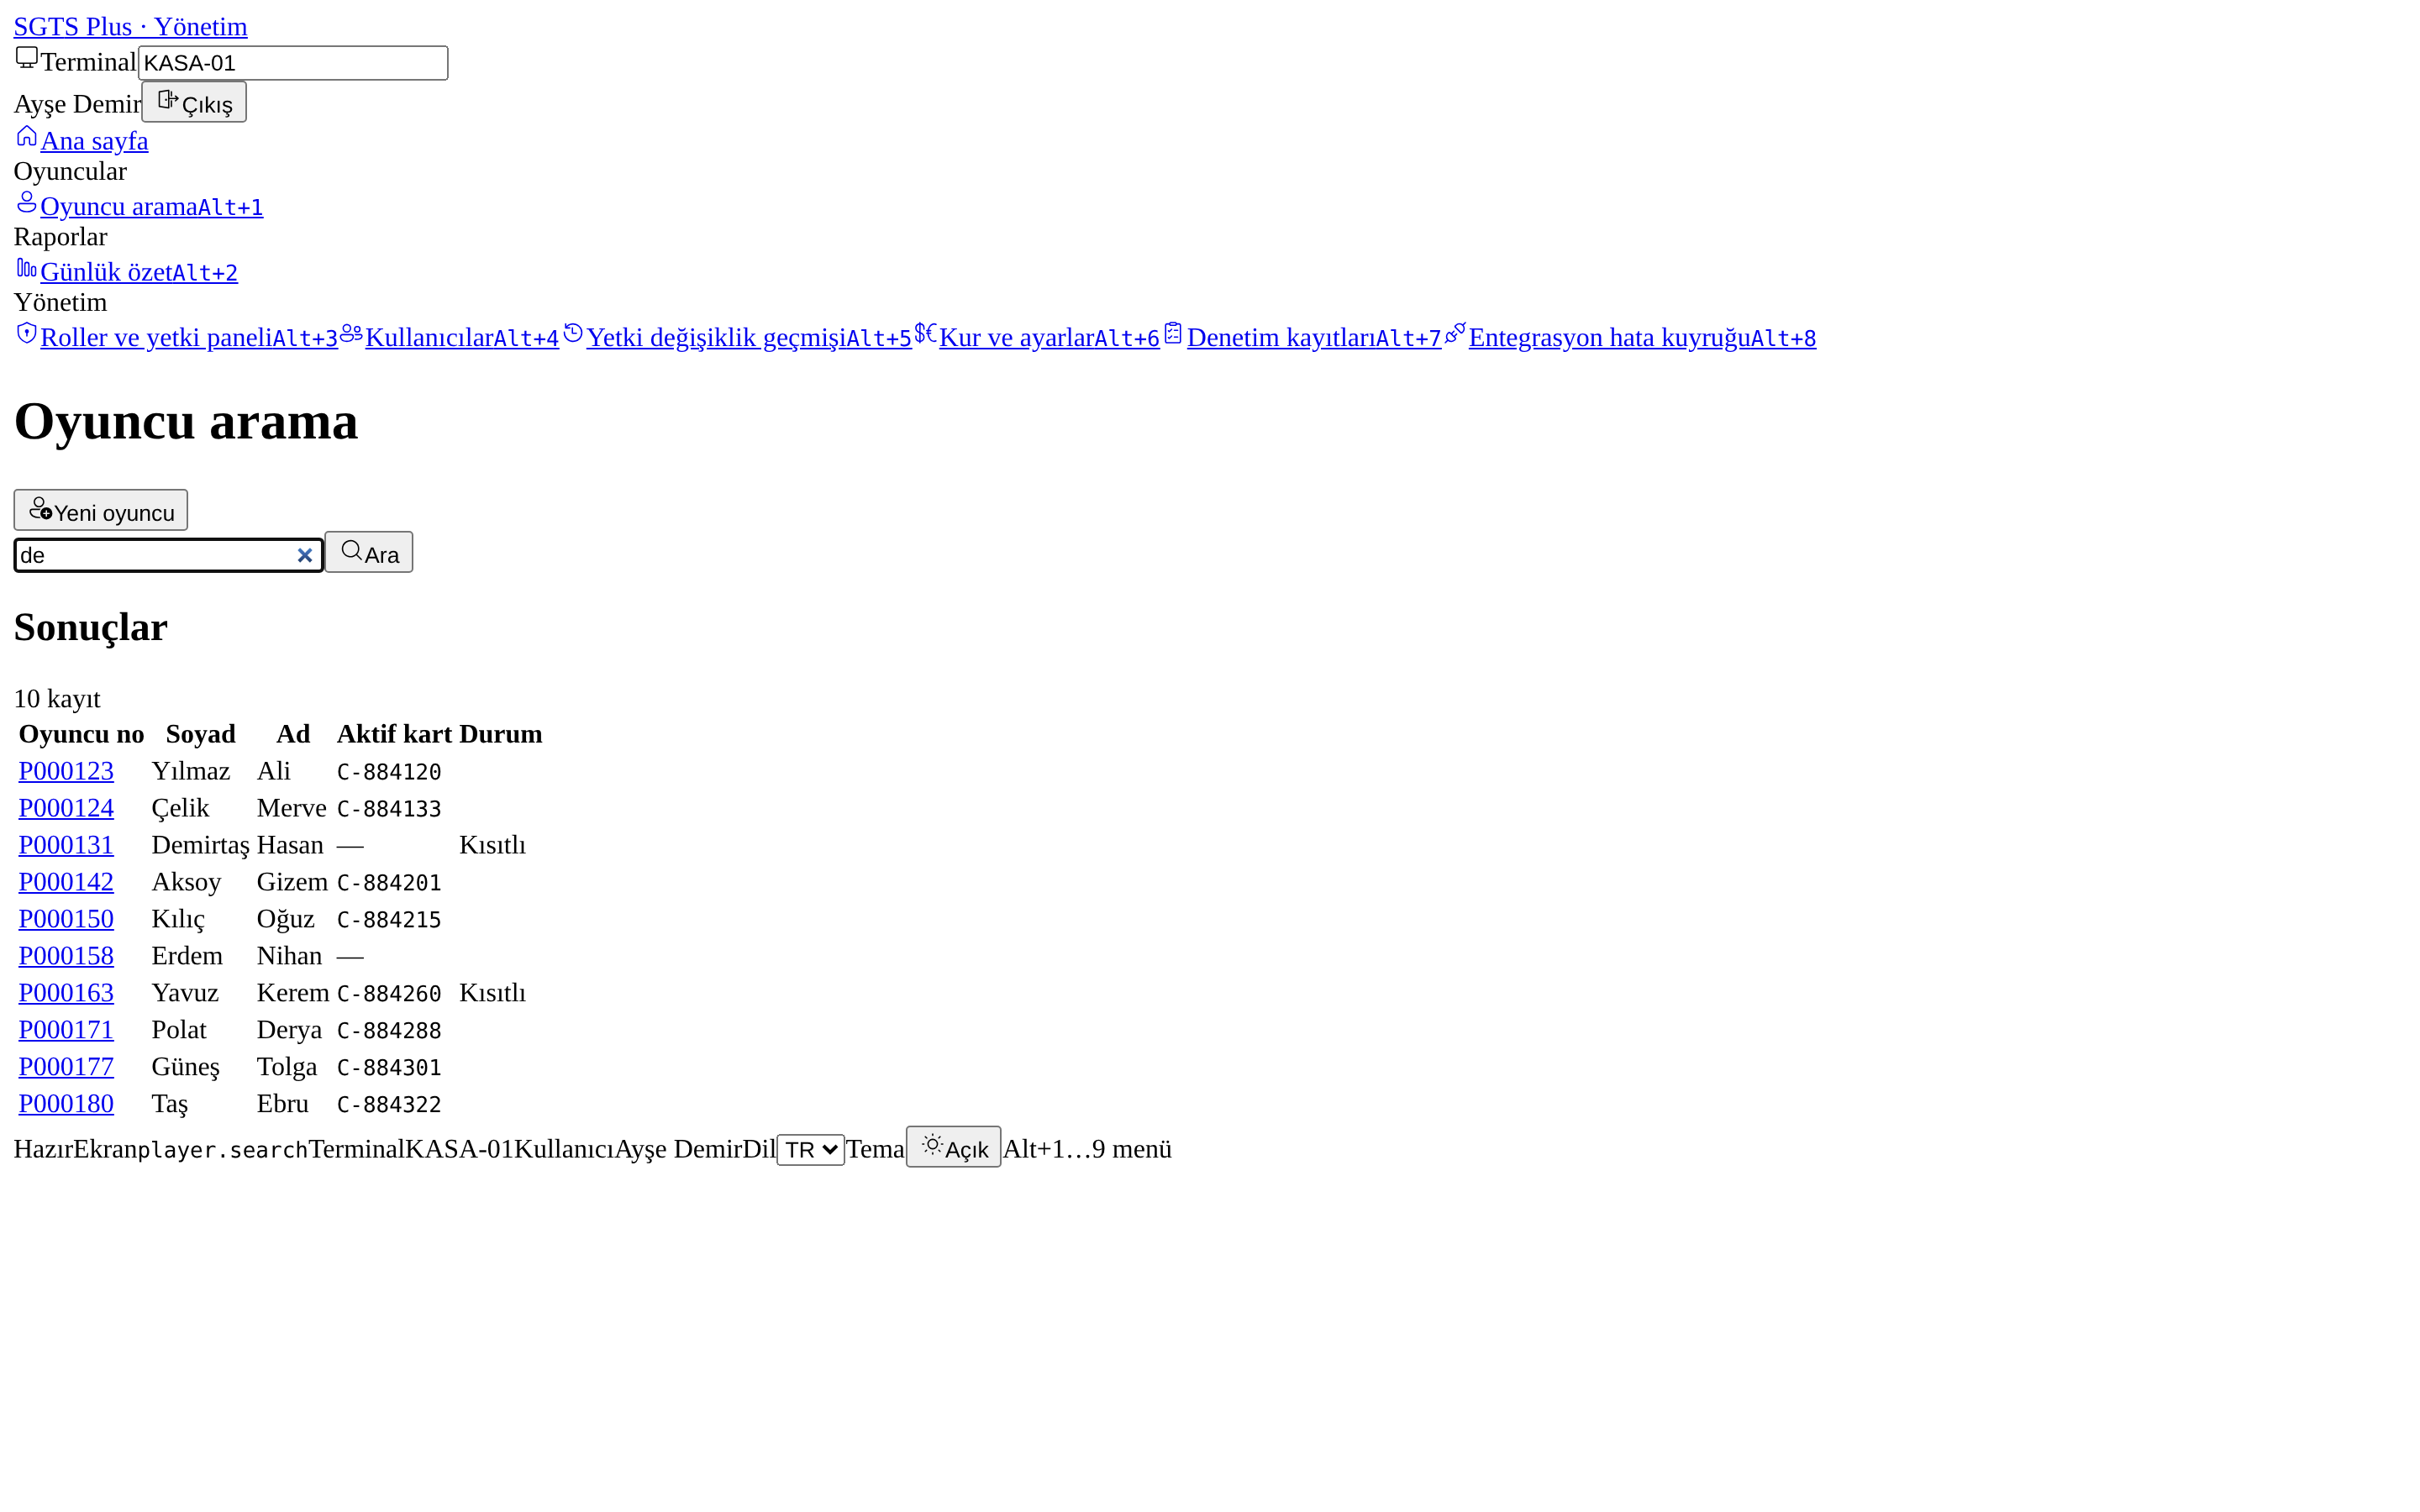 SGTS Plus · Yönetim
Terminal KASA-01
Ayşe Demir Çıkış
Ana sayfa
Oyuncular
Oyuncu arama Alt+1
Raporlar
Günlük özet Alt+2
Yönetim
Roller ve yetki paneli Alt+3 Kullanıcılar Alt+4 Yetki değişiklik geçmişi Alt+5 Kur ve ayarlar Alt+6 Denetim kayıtları Alt+7 Entegrasyon hata kuyruğu Alt+8
Oyuncu arama
Yeni oyuncu
de Ara
Sonuçlar
10 kayıt
Oyuncu no Soyad Ad Aktif kart Durum
P000123 Yılmaz Ali C-884120
P000124 Çelik Merve C-884133
P000131 Demirtaş Hasan — Kısıtlı
P000142 Aksoy Gizem C-884201
P000150 Kılıç Oğuz C-884215
P000158 Erdem Nihan —
P000163 Yavuz Kerem C-884260 Kısıtlı
P000171 Polat Derya C-884288
P000177 Güneş Tolga C-884301
P000180 Taş Ebru C-884322
Hazır Ekran player.search Terminal KASA-01 Kullanıcı Ayşe Demir Dil TR Tema Açık Alt+1…9 menü